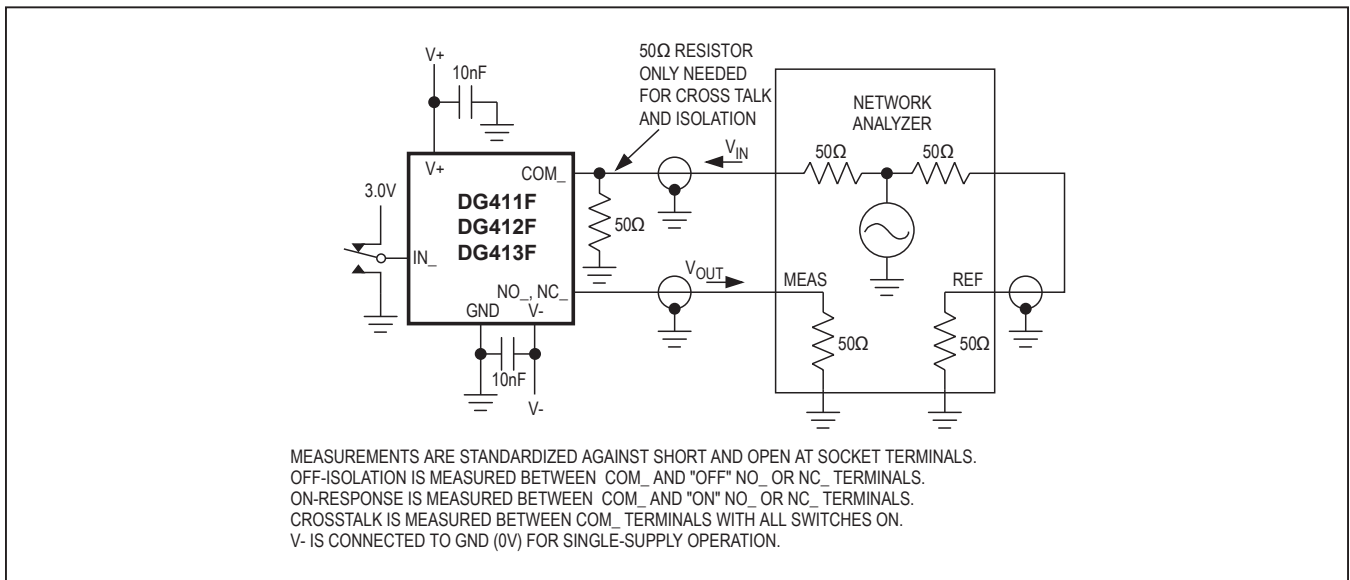 V+
10nF
50Ω RESISTOR
ONLY NEEDED
FOR CROSS TALK
AND ISOLATION
NETWORK
ANALYZER
V+
COM_
VIN
50Ω
50Ω
3.0V
DG411F
DG412F
DG413F
50Ω
IN_
VOUT
MEAS
REF
NO_, NC_
GND
V-
50Ω
50Ω
10nF
V-
MEASUREMENTS ARE STANDARDIZED AGAINST SHORT AND OPEN AT SOCKET TERMINALS.
OFF-ISOLATION IS MEASURED BETWEEN COM_ AND "OFF" NO_ OR NC_ TERMINALS.
ON-RESPONSE IS MEASURED BETWEEN COM_ AND "ON" NO_ OR NC_ TERMINALS.
CROSSTALK IS MEASURED BETWEEN COM_ TERMINALS WITH ALL SWITCHES ON.
V- IS CONNECTED TO GND (0V) FOR SINGLE-SUPPLY OPERATION.